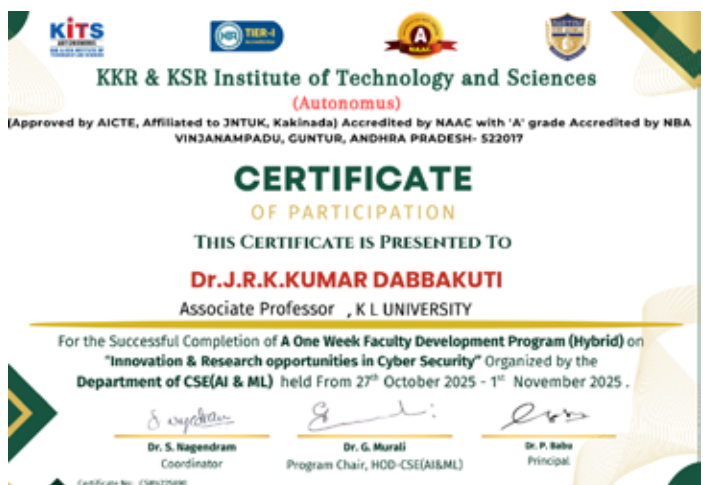 KiTS
AUTONOMOUS
TIER-I
A
NAAC
KKR & KSR Institute of Technology and Sciences
(Autonomus)
(Approved by AICTE, Affiliated to JNTUK, Kakinada) Accredited by NAAC with 'A' grade Accredited by NBA
VINJANAMPADU, GUNTUR, ANDHRA PRADESH- 522017
CERTIFICATE
OF PARTICIPATION
THIS CERTIFICATE IS PRESENTED TO
Dr.J.R.K.KUMAR DABBAKUTI
Associate Professor , K L UNIVERSITY
For the Successful Completion of A One Week Faculty Development Program (Hybrid) on
"Innovation & Research opportunities in Cyber Security" Organized by the
Department of CSE(AI & ML) held From 27th October 2025 - 1st November 2025 .
Dr. S. Nagendram
Coordinator
Dr. G. Murali
Program Chair, HOD-CSE(AI&ML)
Dr. P. Babu
Principal
Certificate No: